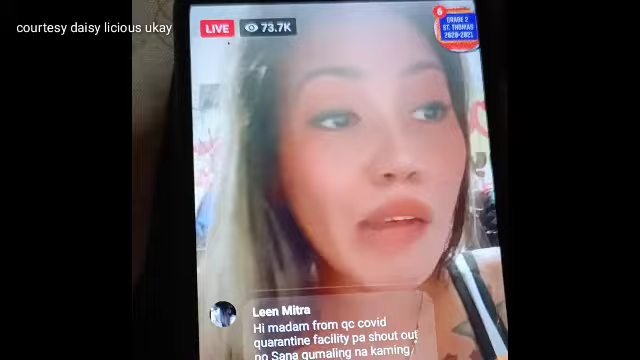 courtesy daisy licious ukay
LIVE 73.7K
6
GRADE 2
ST. THOMAS
2020-2021
Leen Mitra
Hi madam from qc covid
quarantine facility pa shout out
po Sana gumaling na kaming